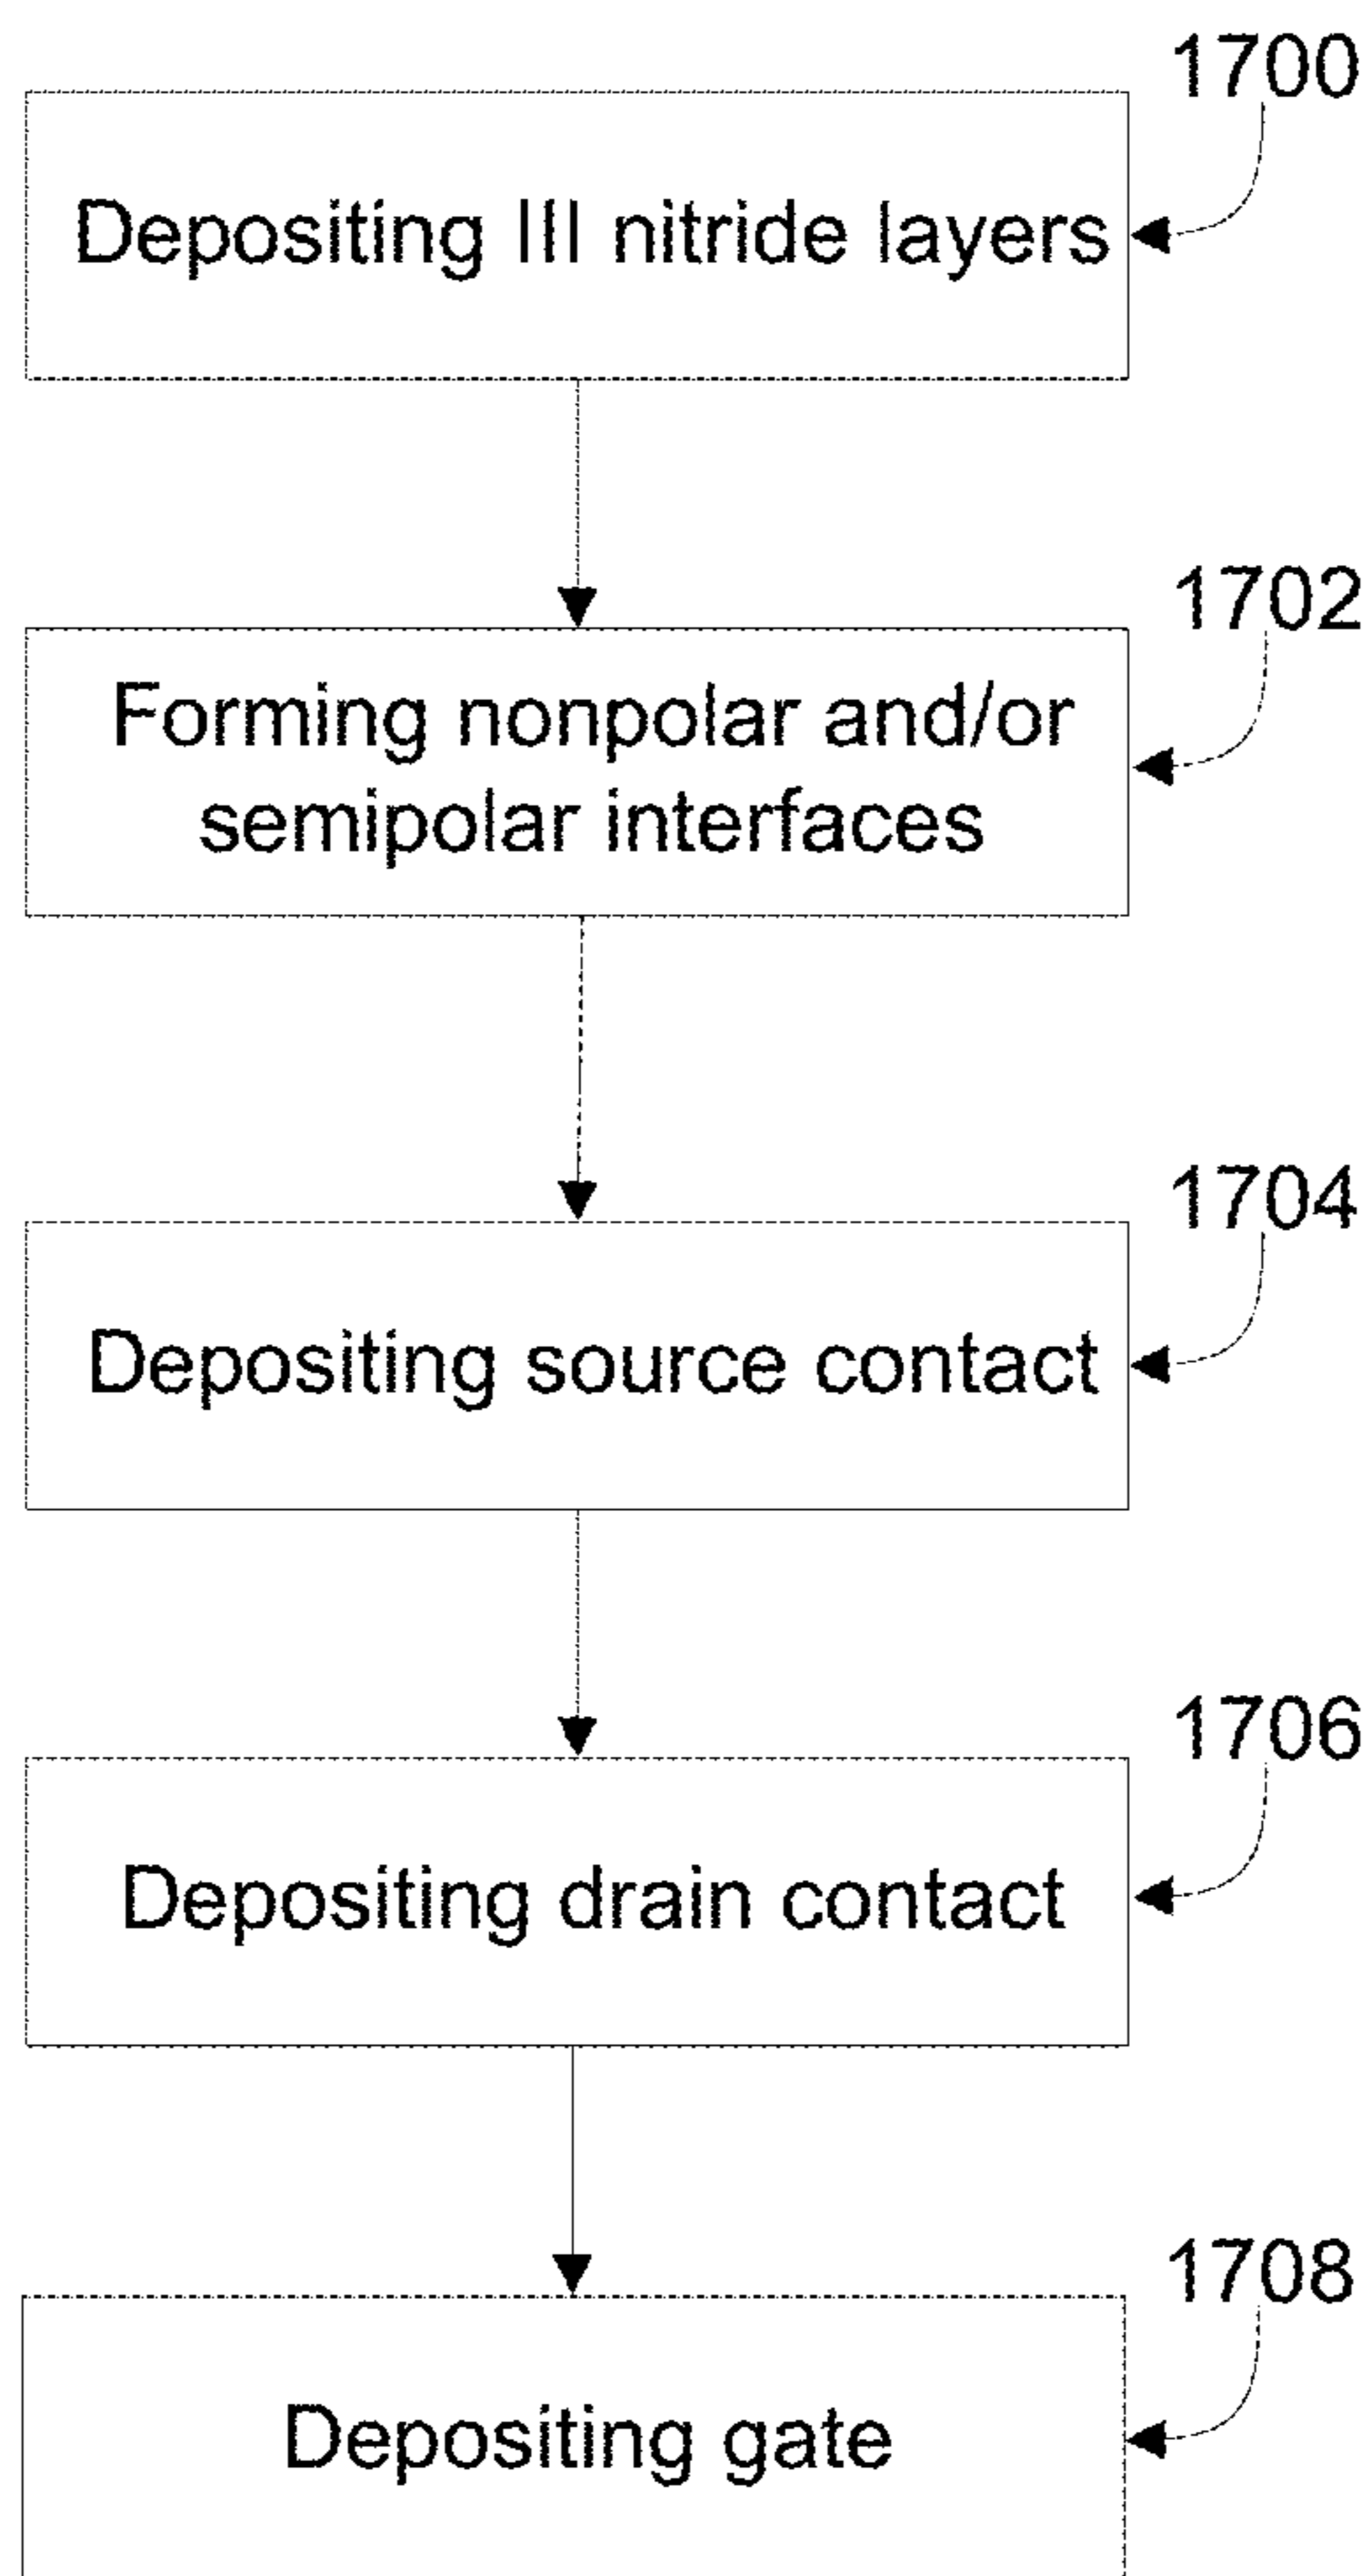 1700
Depositing III nitride layers
1702
Forming nonpolar and/or
semipolar interfaces
1704
Depositing source contact
1706
Depositing drain contact
1708
Depositing gate